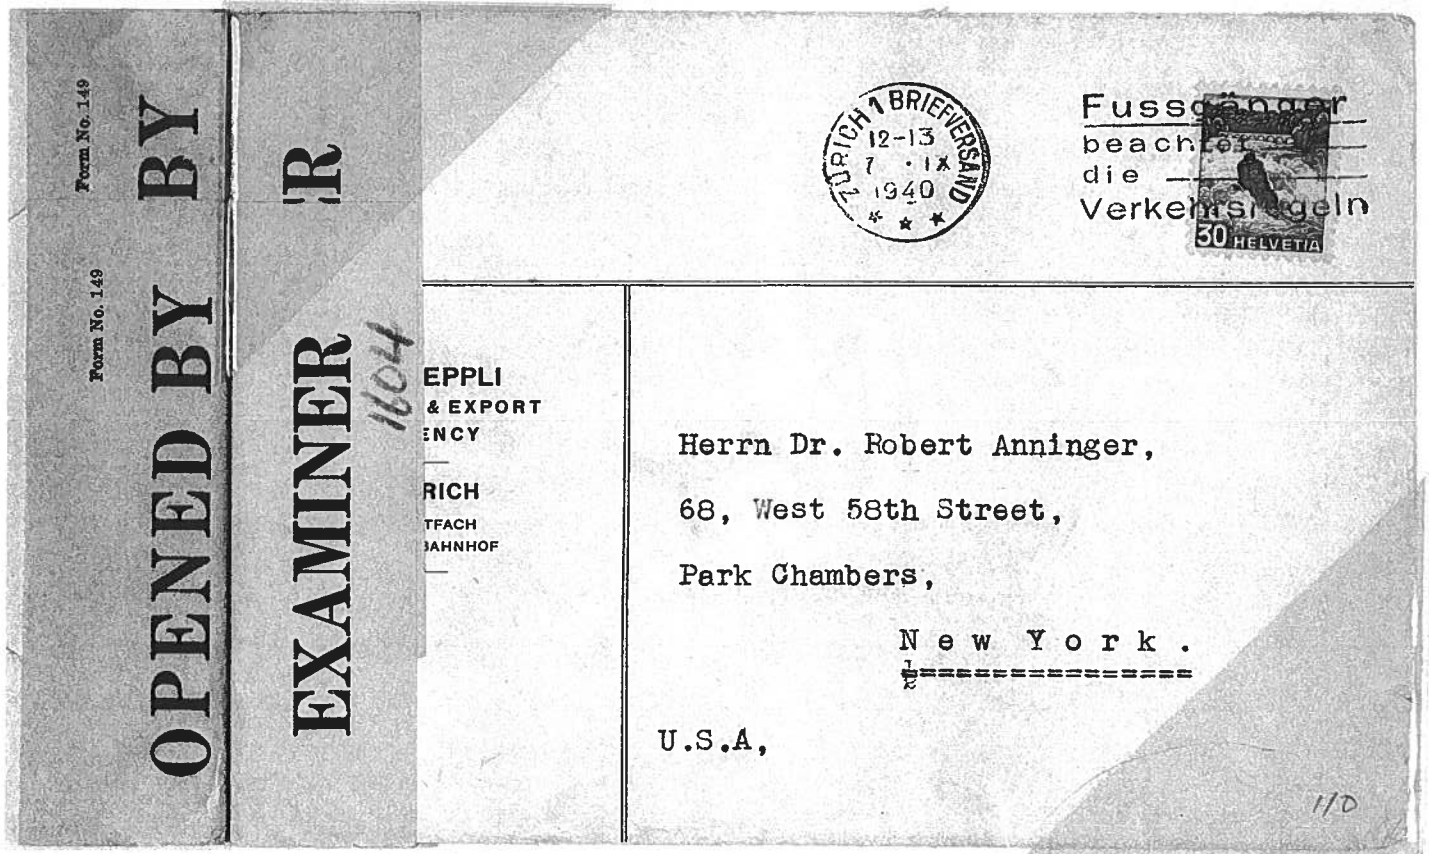 Form No. 149
BY
Form No. 149
OPENED BY
EXAMINER
1604
ZÜRICH 1 BRIEFVERSAND
12-13
7 . IX
1940
Fussgänger
beachtet
die
Verkehrsregeln
30 HELVETIA
EPPLI
& EXPORT
ENCY
RICH
TFACH
BAHNHOF
Herrn Dr. Robert Anninger,
68, West 58th Street,
Park Chambers,
New York.
U.S.A,
110